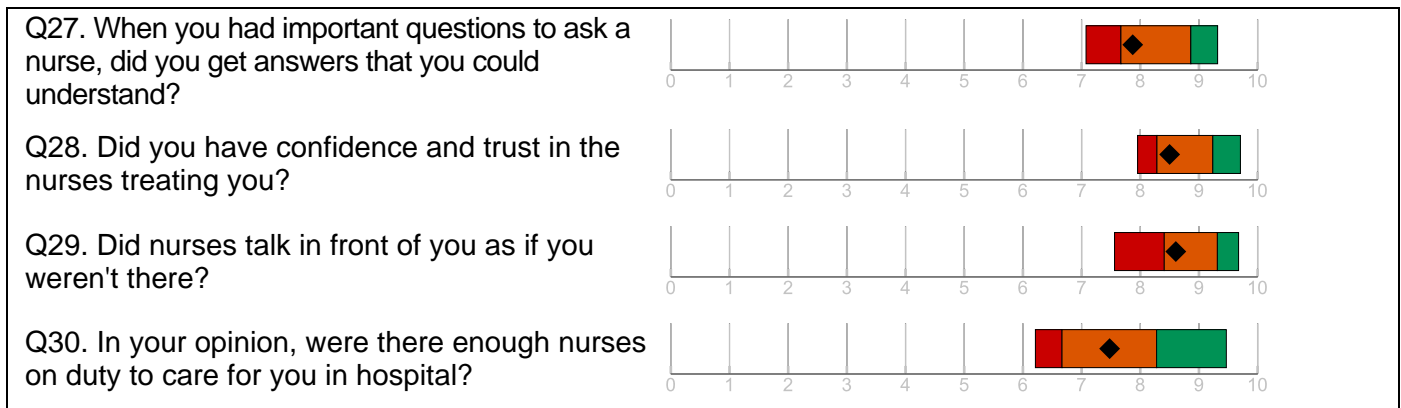 Q27. When you had important questions to ask a
nurse, did you get answers that you could
understand?
0 1 2 3 4 5 6 7 8 9 10
Q28. Did you have confidence and trust in the
nurses treating you?
0 1 2 3 4 5 6 7 8 9 10
Q29. Did nurses talk in front of you as if you
weren't there?
0 1 2 3 4 5 6 7 8 9 10
Q30. In your opinion, were there enough nurses
on duty to care for you in hospital?
0 1 2 3 4 5 6 7 8 9 10